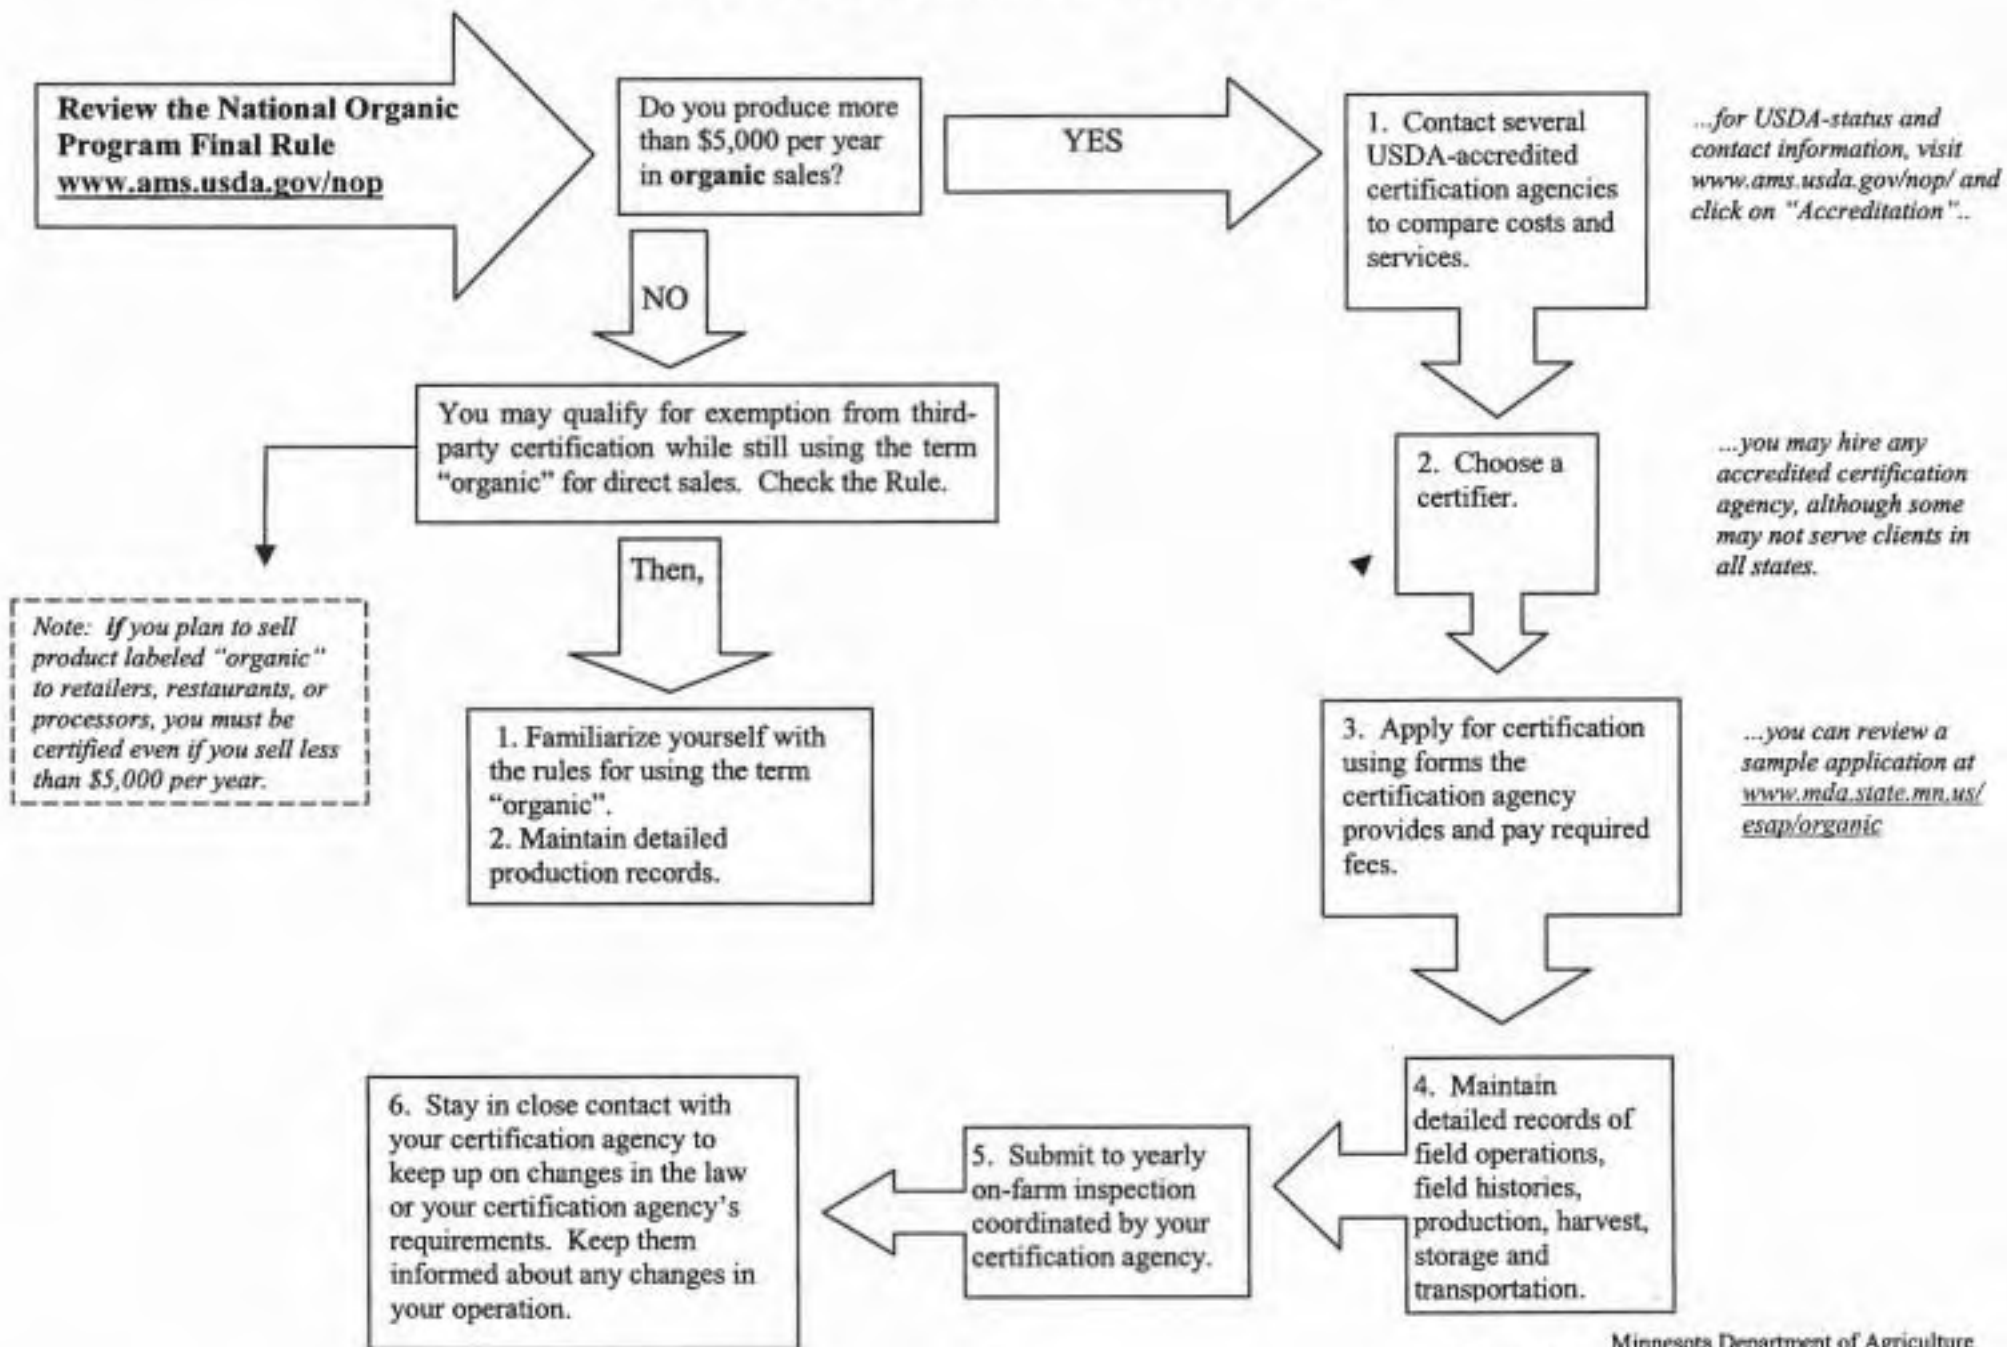 Review the National Organic
Program Final Rule
www.ams.usda.gov/nop
Do you produce more
than $5,000 per year
in organic sales?
YES
1. Contact several
USDA-accredited
certification agencies
to compare costs and
services.
...for USDA-status and
contact information, visit
www.ams.usda.gov/nop/ and
click on "Accreditation"..
NO
You may qualify for exemption from third-
party certification while still using the term
"organic" for direct sales. Check the Rule.
Note: if you plan to sell
product labeled "organic"
to retailers, restaurants, or
processors, you must be
certified even if you sell less
than $5,000 per year.
Then,
1. Familiarize yourself with
the rules for using the term
"organic".
2. Maintain detailed
production records.
2. Choose a
certifier.
...you may hire any
accredited certification
agency, although some
may not serve clients in
all states.
3. Apply for certification
using forms the
certification agency
provides and pay required
fees.
...you can review a
sample application at
www.mda.state.mn.us/
esap/organic
4. Maintain
detailed records of
field operations,
field histories,
production, harvest,
storage and
transportation.
5. Submit to yearly
on-farm inspection
coordinated by your
certification agency.
6. Stay in close contact with
your certification agency to
keep up on changes in the law
or your certification agency's
requirements. Keep them
informed about any changes in
your operation.
Minnesota Department of Agriculture